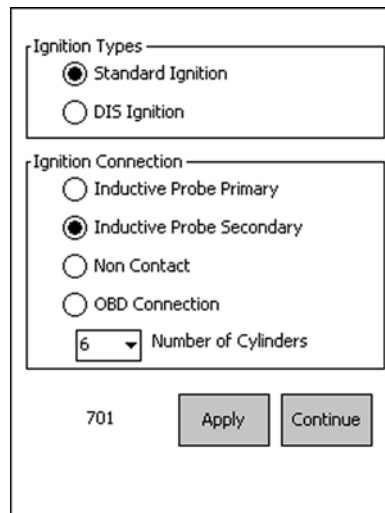 Ignition Types
Standard Ignition
DIS Ignition
Ignition Connection
Inductive Probe Primary
Inductive Probe Secondary
Non Contact
OBD Connection
6 Number of Cylinders
701 Apply Continue